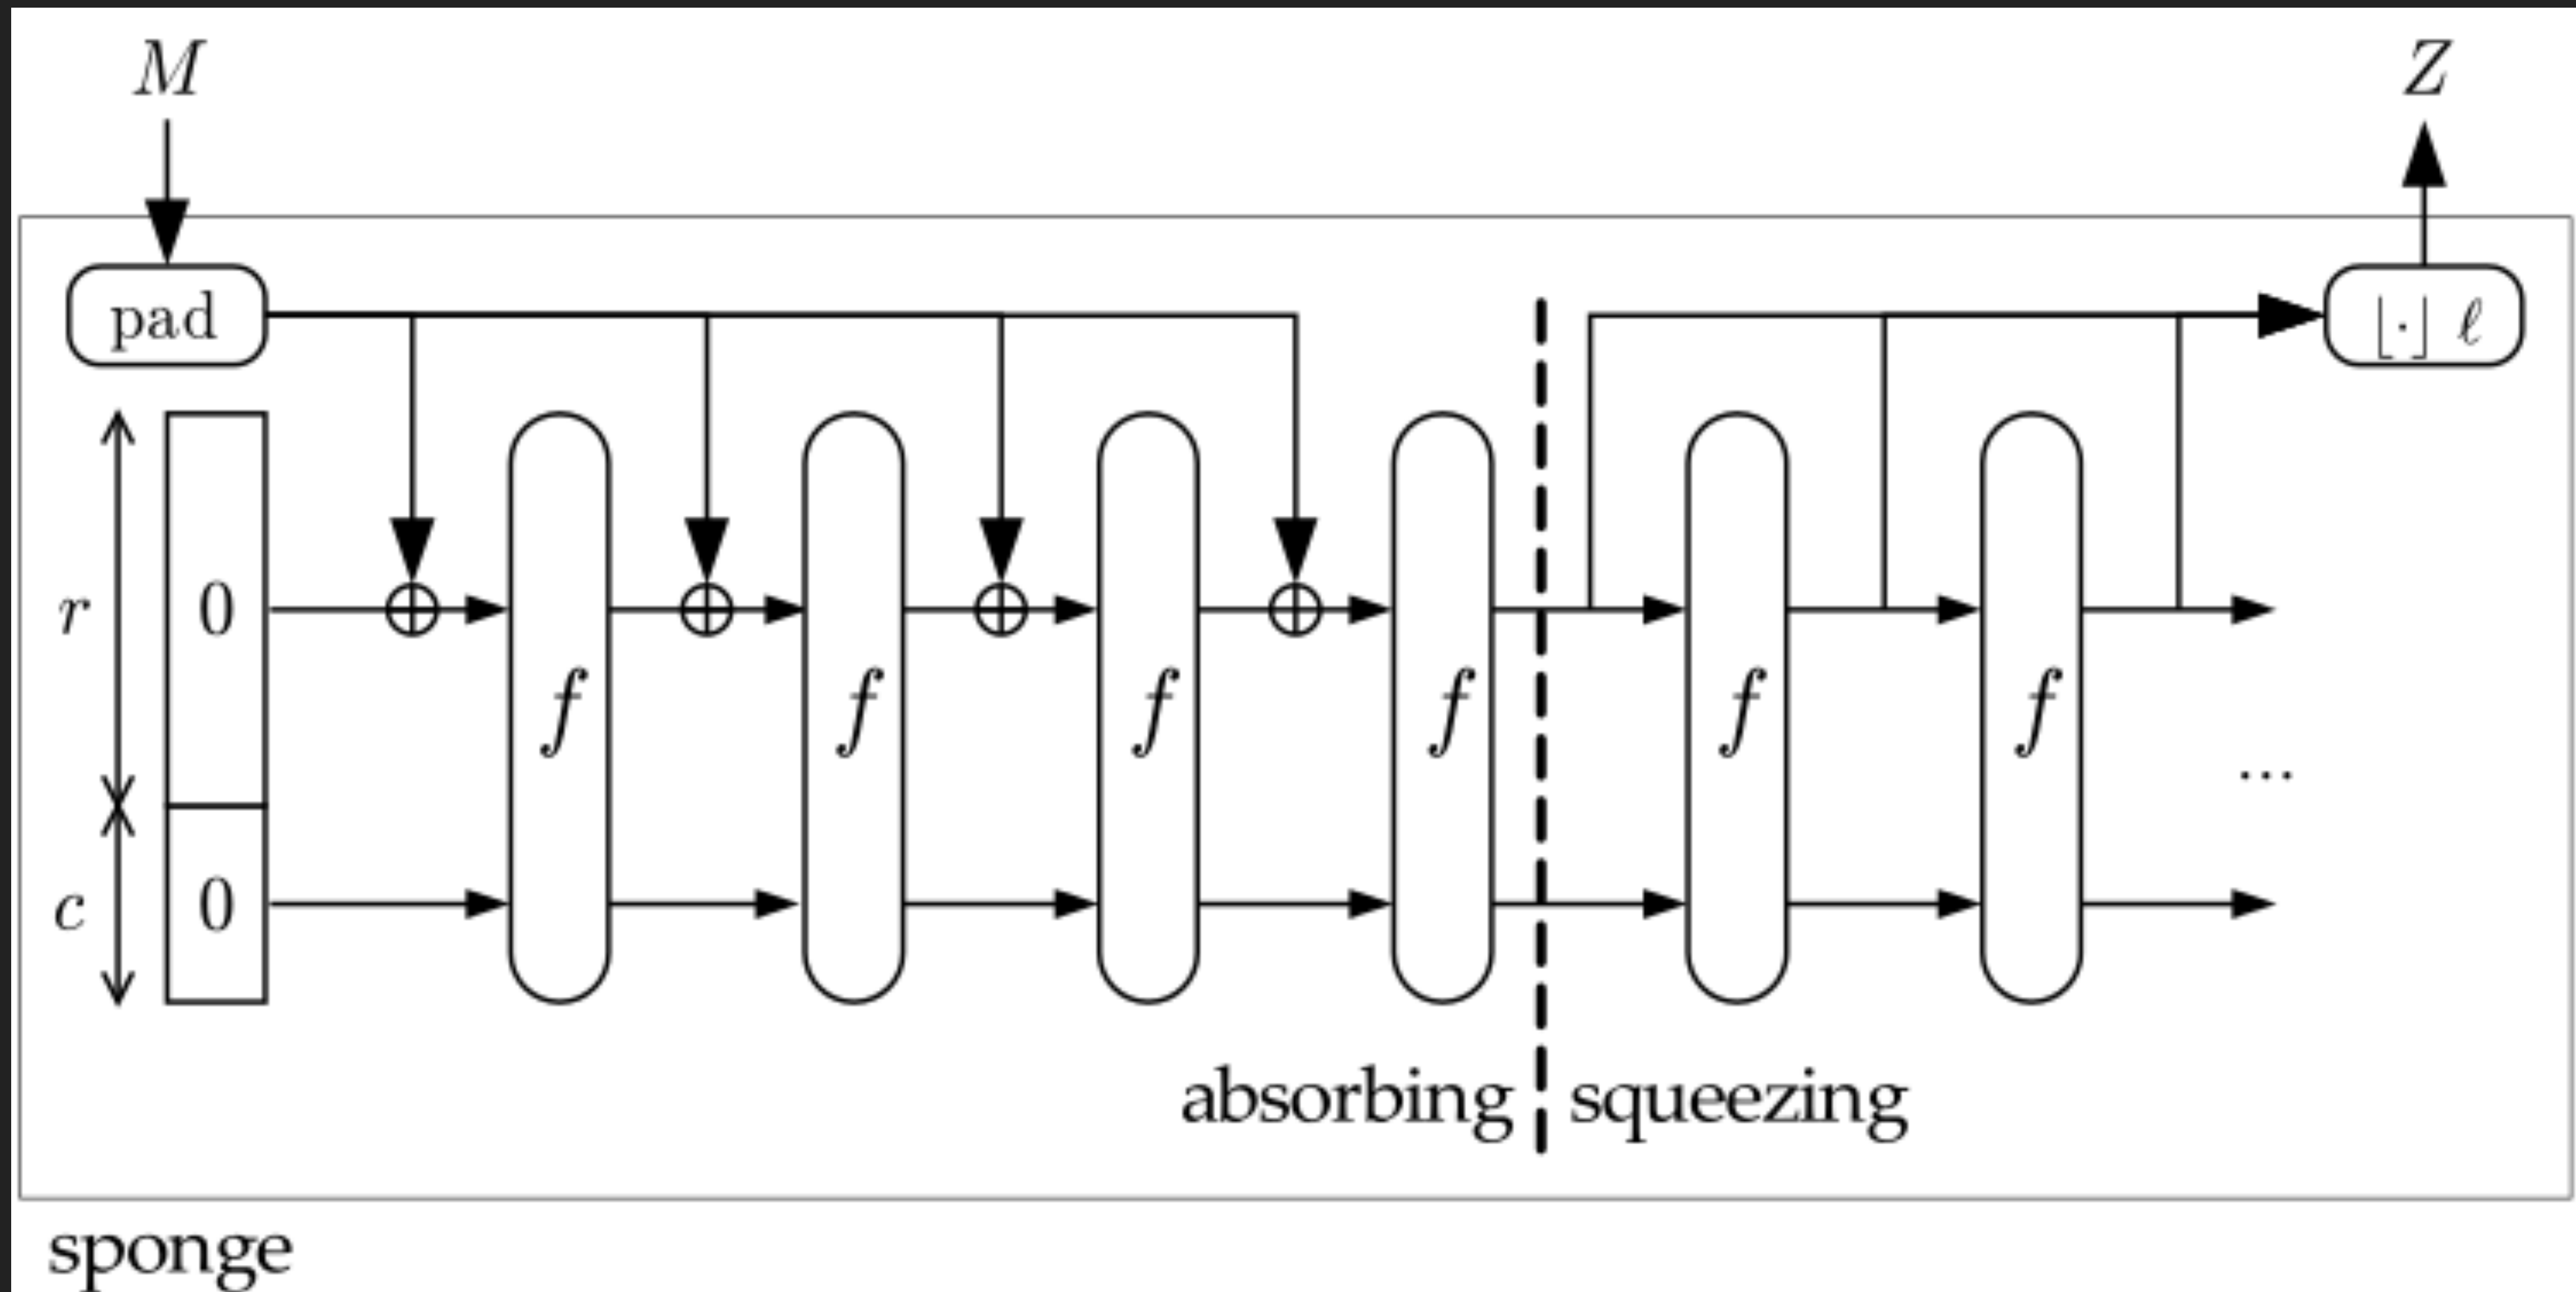 M
Z
pad
⌊·⌋ ℓ
r
0
f
f
f
f
f
f
...
c
0
absorbing
squeezing
sponge